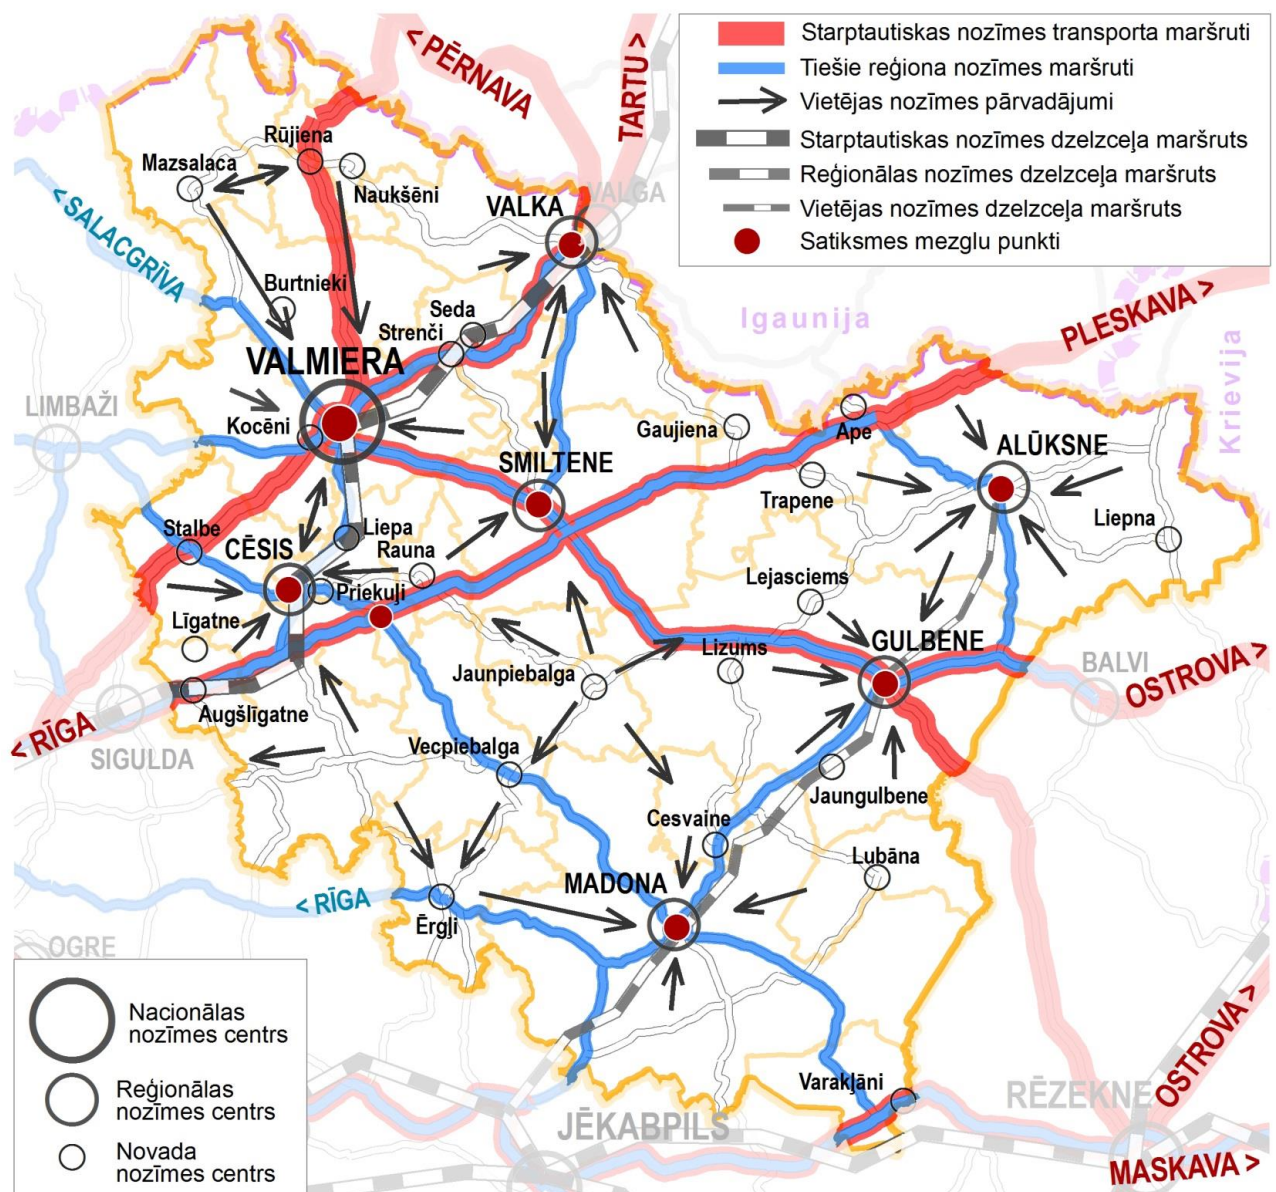 < PĒRNAVA
TARTU >
Starptautiskas nozīmes transporta maršruti
Tiešie reģiona nozīmes maršruti
Vietējas nozīmes pārvadājumi
Starptautiskas nozīmes dzelzceļa maršruts
Reģionālas nozīmes dzelzceļa maršruts
Vietējas nozīmes dzelzceļa maršruts
Satiksmes mezglu punkti
Rūjiena
Mazsalaca
Naukšēni
VALKA
VALGA
< SALACGRĪVA
Burtnieki
Seda
Strenči
Igaunija
PLESKAVA >
Krievija
VALMIERA
LIMBAŽI
Kocēni
Gaujiena
Ape
ALŪKSNE
SMILTENE
Trapene
Liepna
Stalbe
Liepa
CĒSIS
Rauna
Priekuļi
Lejasciems
Līgatne
GULBENE
Lizums
BALVI
OSTROVA >
Jaunpiebalga
Augšlīgatne
< RĪGA
SIGULDA
Vecpiebalga
Jaungulbene
Cesvaine
Lubāna
MADONA
< RĪGA
Ērgļi
OGRE
Nacionālas
nozīmes centrs
Reģionālas
nozīmes centrs
Novada
nozīmes centrs
Varakļāni
RĒZEKNE
OSTROVA >
JĒKABPILS
MASKAVA >